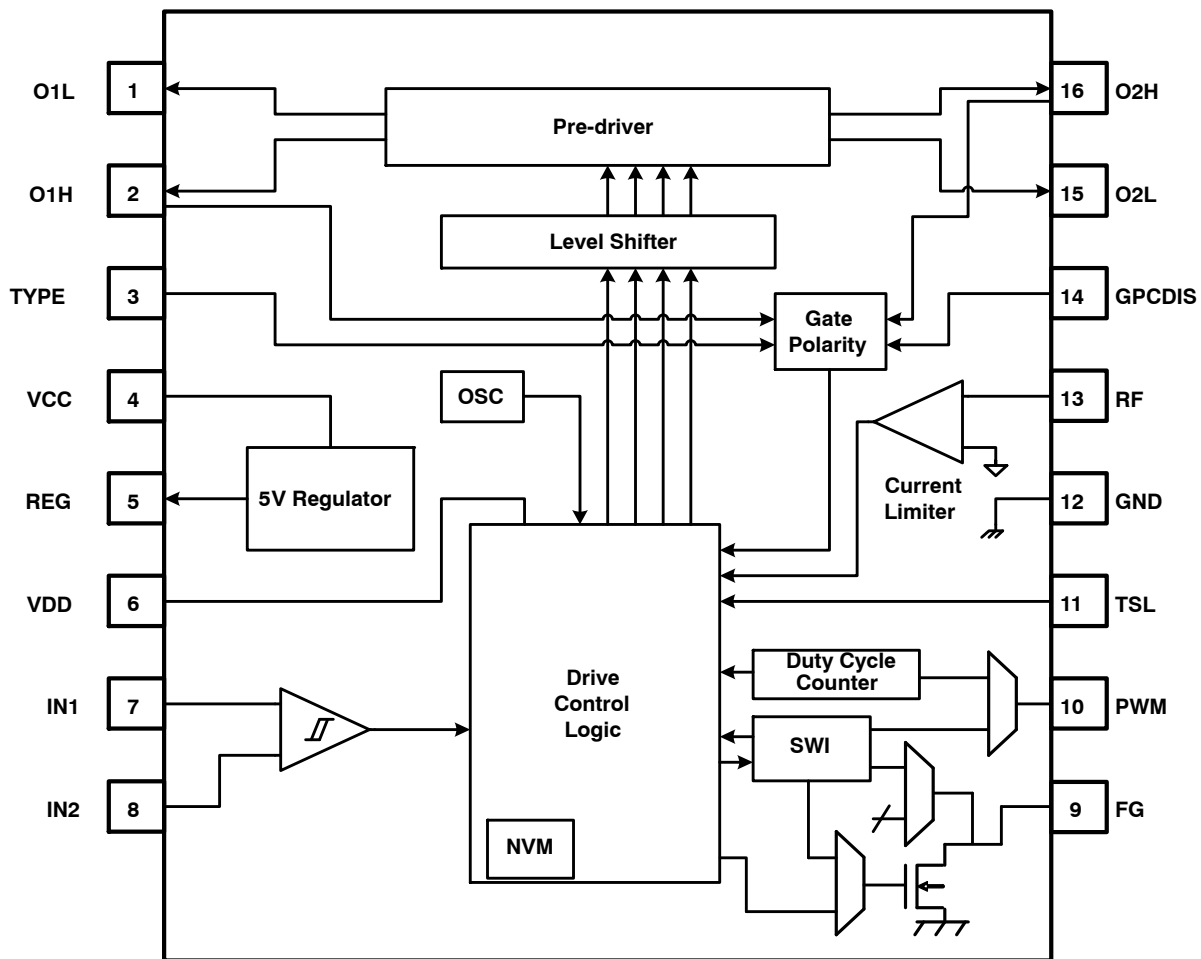 O1L
1
Pre-driver
16
O2H
O1H
2
15
O2L
Level Shifter
TYPE
3
14
GPCDIS
Gate
Polarity
VCC
4
OSC
13
RF
REG
5
5V Regulator
Current
Limiter
12
GND
VDD
6
11
TSL
Drive
Control
Logic
Duty Cycle
Counter
IN1
7
10
PWM
SWI
IN2
8
9
FG
NVM